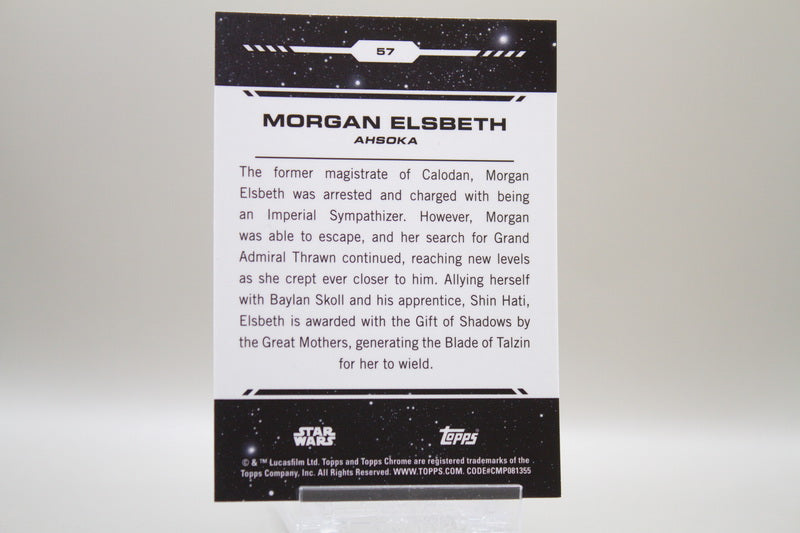 57
MORGAN ELSBETH
AHSOKA
The former magistrate of Calodan, Morgan
Elsbeth was arrested and charged with being
an Imperial Sympathizer. However, Morgan
was able to escape, and her search for Grand
Admiral Thrawn continued, reaching new levels
as she crept ever closer to him. Allying herself
with Baylan Skoll and his apprentice, Shin Hati,
Elsbeth is awarded with the Gift of Shadows by
the Great Mothers, generating the Blade of Talzin
for her to wield.
STAR
WARS
topps
© & ™ Lucasfilm Ltd. Topps and Topps Chrome are registered trademarks of the
Topps Company, Inc. All Rights Reserved. WWW.TOPPS.COM. CODE#CMP081355